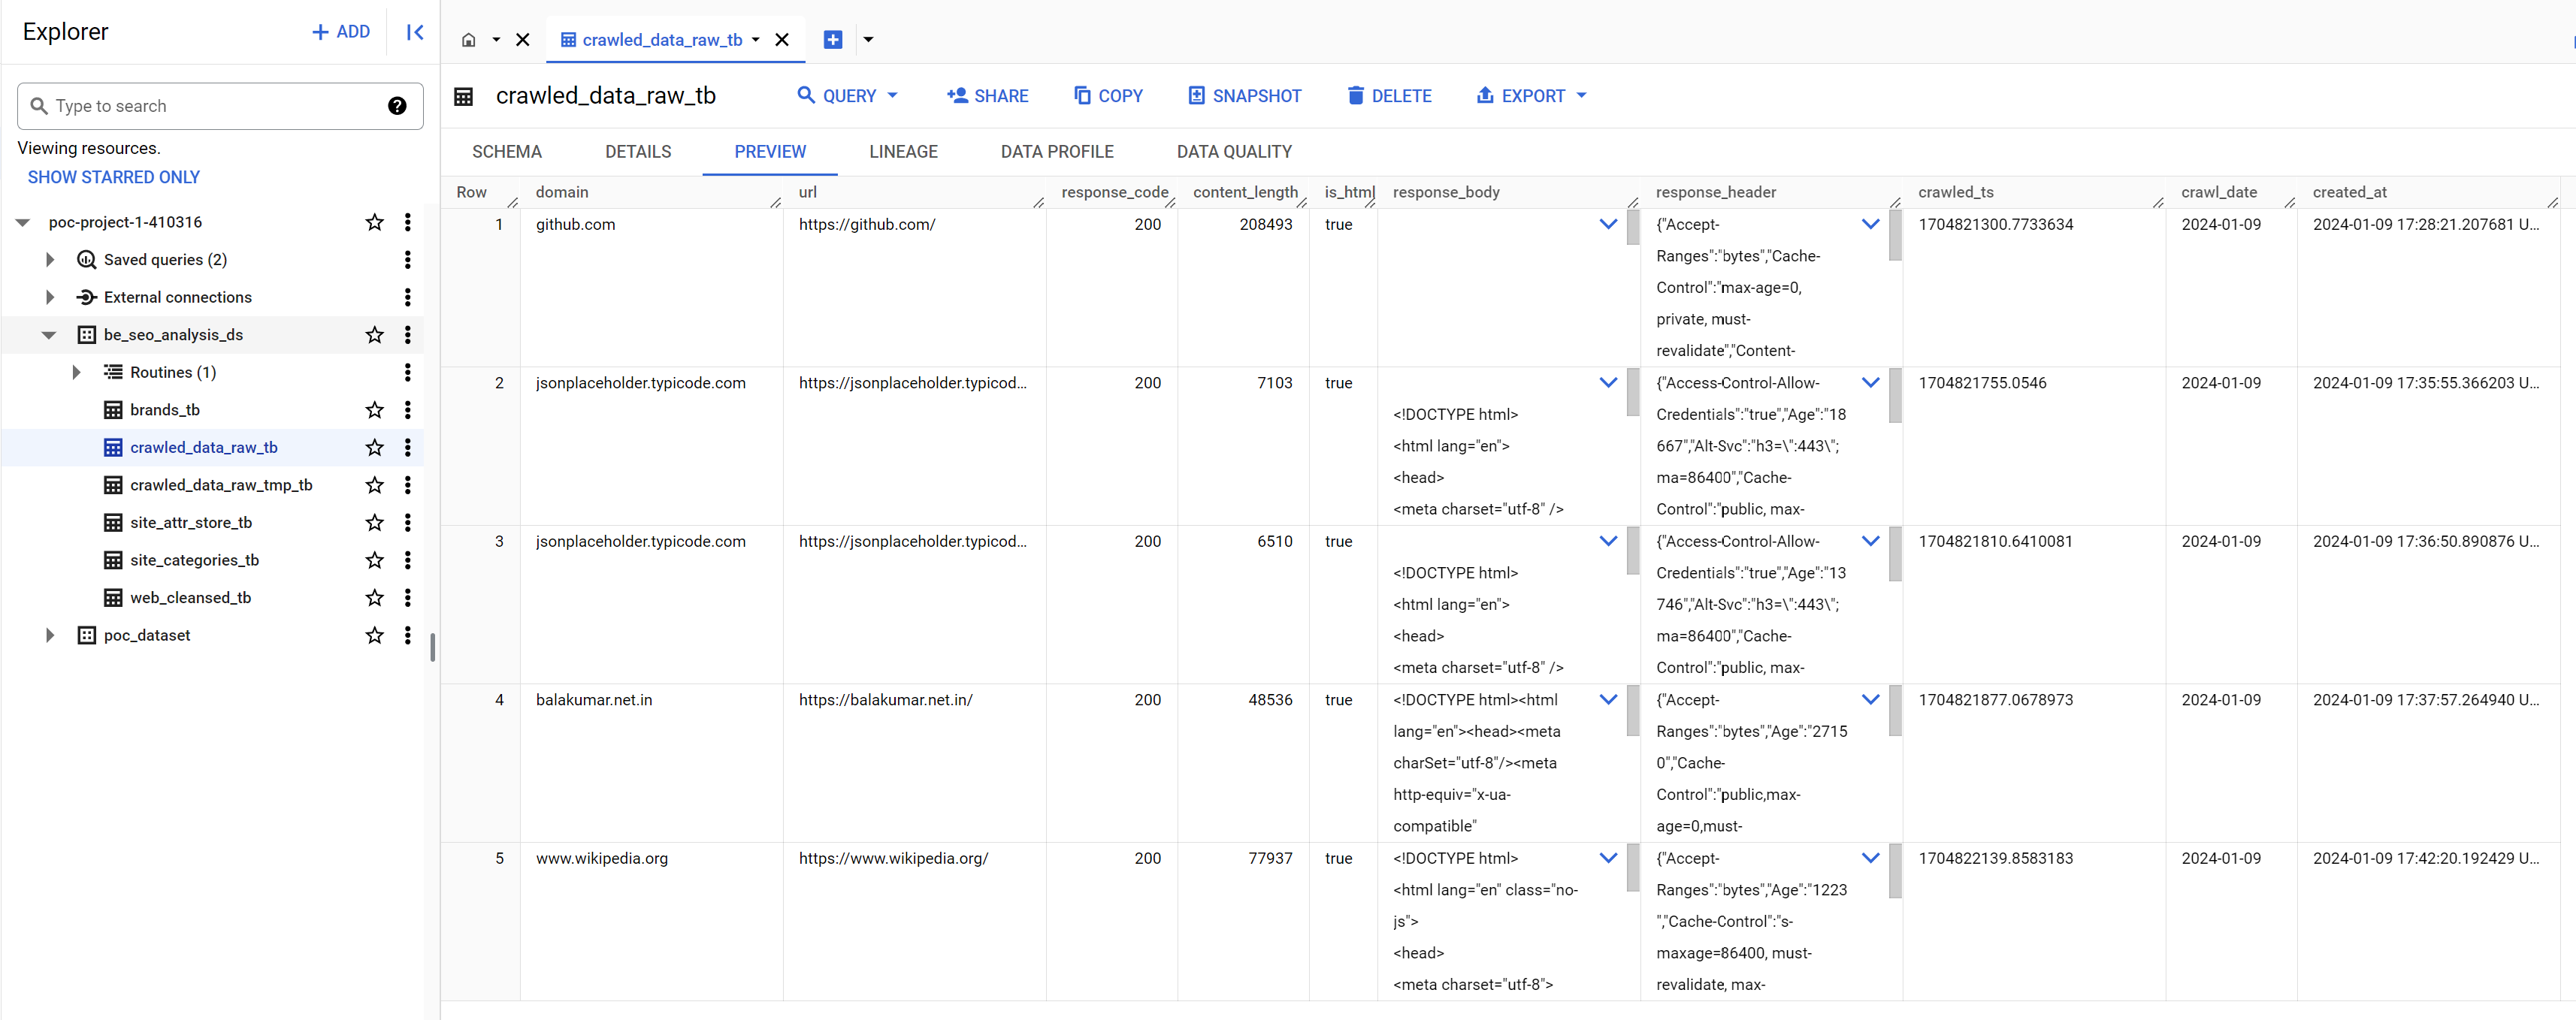 Explorer
+ ADD
Type to search
Viewing resources.
SHOW STARRED ONLY
poc-project-1-410316
Saved queries (2)
External connections
be_seo_analysis_ds
Routines (1)
brands_tb
crawled_data_raw_tb
crawled_data_raw_tmp_tb
site_attr_store_tb
site_categories_tb
web_cleansed_tb
poc_dataset
crawled_data_raw_tb
crawled_data_raw_tb
QUERY
SHARE
COPY
SNAPSHOT
DELETE
EXPORT
SCHEMA
DETAILS
PREVIEW
LINEAGE
DATA PROFILE
DATA QUALITY
Row domain url response_code content_length is_html response_body response_header crawled_ts crawl_date created_at
1 github.com https://github.com/ 200 208493 true {"Accept- 1704821300.7733634 2024-01-09 2024-01-09 17:28:21.207681 U...
Ranges":"bytes","Cache-
Control":"max-age=0,
private, must-
revalidate","Content-
2 jsonplaceholder.typicode.com https://jsonplaceholder.typicod... 200 7103 true {"Access-Control-Allow- 1704821755.0546 2024-01-09 2024-01-09 17:35:55.366203 U...
<!DOCTYPE html> Credentials":"true","Age":"18
<html lang="en"> 667","Alt-Svc":"h3=\":443\";
<head> ma=86400","Cache-
<meta charset="utf-8" /> Control":"public, max-
3 jsonplaceholder.typicode.com https://jsonplaceholder.typicod... 200 6510 true {"Access-Control-Allow- 1704821810.6410081 2024-01-09 2024-01-09 17:36:50.890876 U...
<!DOCTYPE html> Credentials":"true","Age":"13
<html lang="en"> 746","Alt-Svc":"h3=\":443\";
<head> ma=86400","Cache-
<meta charset="utf-8" /> Control":"public, max-
4 balakumar.net.in https://balakumar.net.in/ 200 48536 true <!DOCTYPE html><html {"Accept- 1704821877.0678973 2024-01-09 2024-01-09 17:37:57.264940 U...
lang="en"><head><meta Ranges":"bytes","Age":"2715
charSet="utf-8"/><meta 0","Cache-
http-equiv="x-ua- Control":"public,max-
compatible" age=0,must-
5 www.wikipedia.org https://www.wikipedia.org/ 200 77937 true <!DOCTYPE html> {"Accept- 1704822139.8583183 2024-01-09 2024-01-09 17:42:20.192429 U...
<html lang="en" class="no- Ranges":"bytes","Age":"1223
js"> ","Cache-Control":"s-
<head> maxage=86400, must-
<meta charset="utf-8"> revalidate, max-